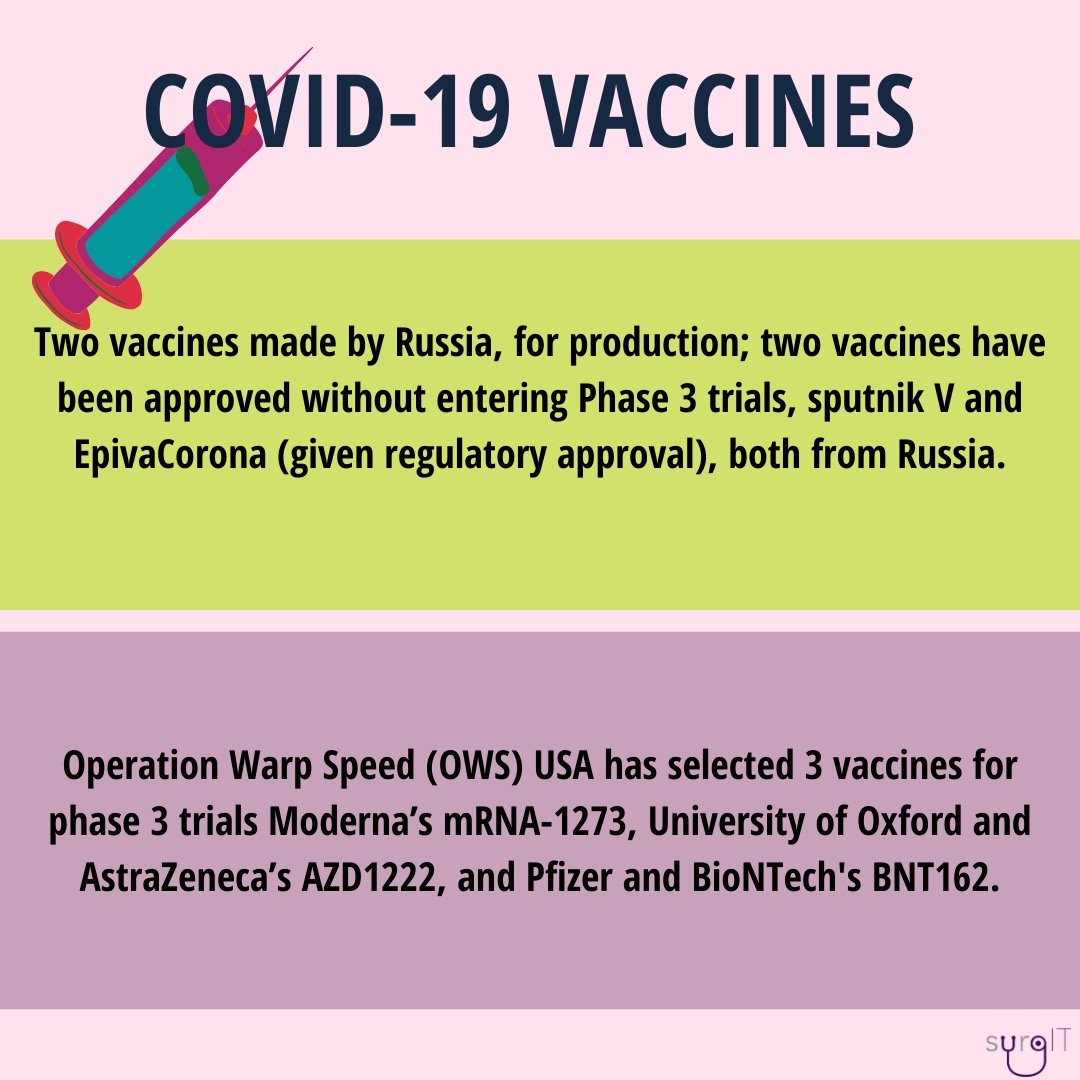 COVID-19 VACCINES
Two vaccines made by Russia, for production; two vaccines have
been approved without entering Phase 3 trials, sputnik V and
EpivaCorona (given regulatory approval), both from Russia.
Operation Warp Speed (OWS) USA has selected 3 vaccines for
phase 3 trials Moderna’s mRNA-1273, University of Oxford and
AstraZeneca’s AZD1222, and Pfizer and BioNTech's BNT162.
surgIT